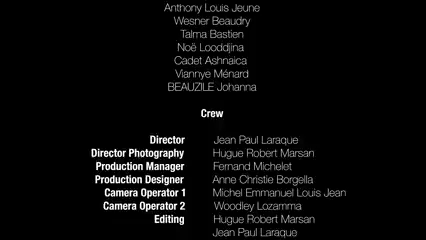 Anthony Louis Jeune
Wesner Beaudry
Talma Bastien
Noë Looddjina
Cadet Ashnaica
Viannye Ménard
BEAUZILE Johanna
Crew
Director Jean Paul Laraque
Director Photography Hugue Robert Marsan
Production Manager Fernand Michelet
Production Designer Anne Christie Borgella
Camera Operator 1 Michel Emmanuel Louis Jean
Camera Operator 2 Woodley Lozamma
Editing Hugue Robert Marsan
Jean Paul Laraque